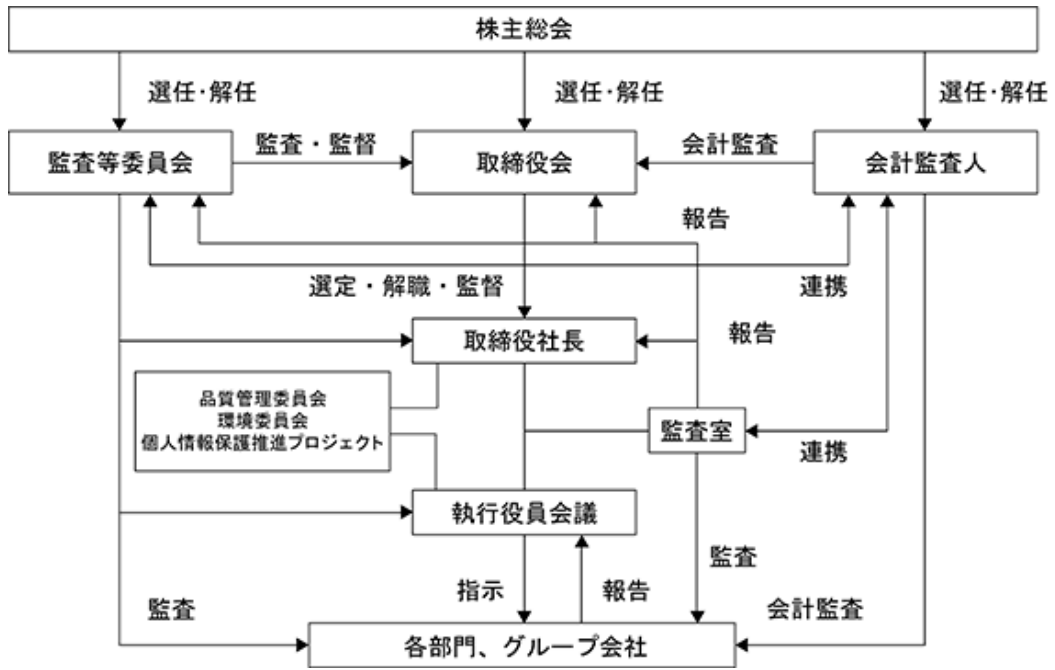 株主総会
選任･解任
選任･解任
選任･解任
監査等委員会
監査・監督
取締役会
会計監査
会計監査人
報告
選定・解職・監督
連携
取締役社長
報告
品質管理委員会
環境委員会
個人情報保護推進プロジェクト
監査室
連携
執行役員会議
監査
指示
報告
監査
会計監査
各部門、グループ会社